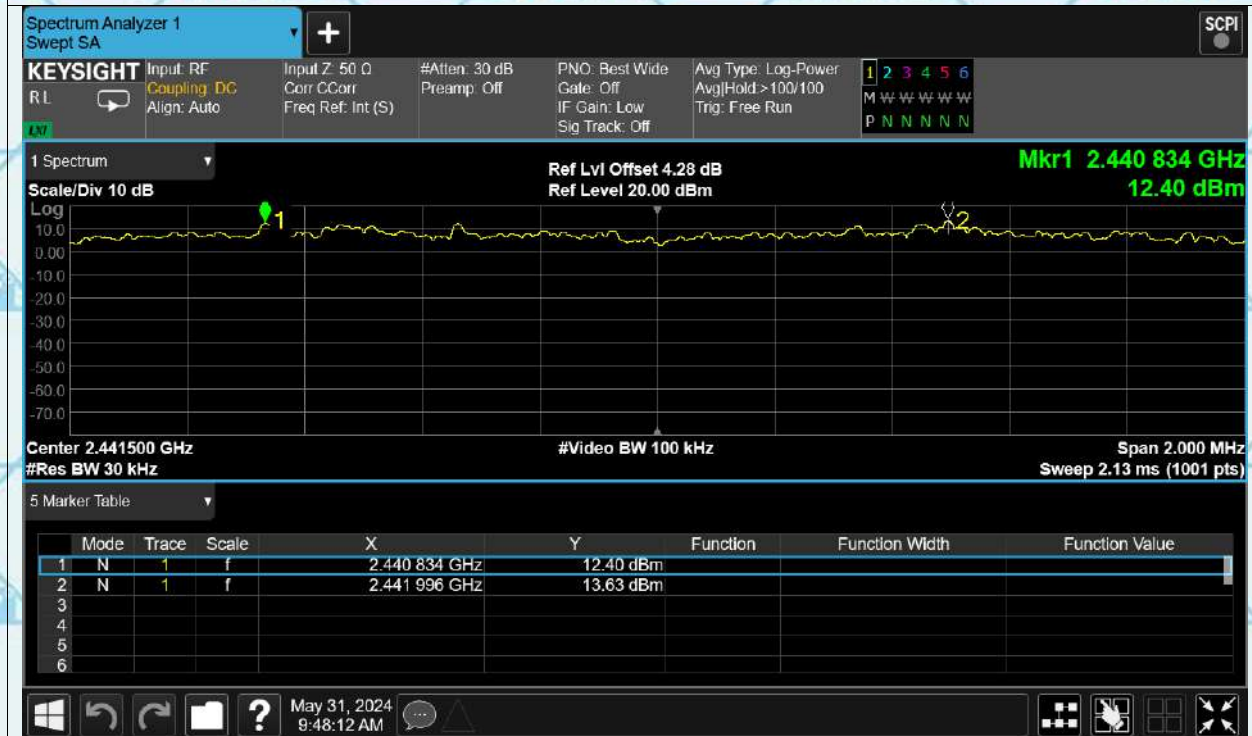 Spectrum Analyzer 1
Swept SA
+
SCPI
KEYSIGHT
RL
LXI
Input: RF
Coupling: DC
Align: Auto
Input Z: 50 Ω
Corr CCorr
Freq Ref: Int (S)
#Atten: 30 dB
Preamp: Off
PNO: Best Wide
Gate: Off
IF Gain: Low
Sig Track: Off
Avg Type: Log-Power
Avg|Hold:>100/100
Trig: Free Run
1 2 3 4 5 6
M W W W W W
P N N N N N
1 Spectrum
Scale/Div 10 dB
Ref Lvl Offset 4.28 dB
Ref Level 20.00 dBm
Mkr1 2.440 834 GHz
12.40 dBm
Log
10.0
0.00
-10.0
-20.0
-30.0
-40.0
-50.0
-60.0
-70.0
1
2
Center 2.441500 GHz
#Res BW 30 kHz
#Video BW 100 kHz
Span 2.000 MHz
Sweep 2.13 ms (1001 pts)
5 Marker Table
Mode Trace Scale X Y Function Function Width Function Value
1 N 1 f 2.440 834 GHz 12.40 dBm
2 N 1 f 2.441 996 GHz 13.63 dBm
3
4
5
6
?
May 31, 2024
9:48:12 AM